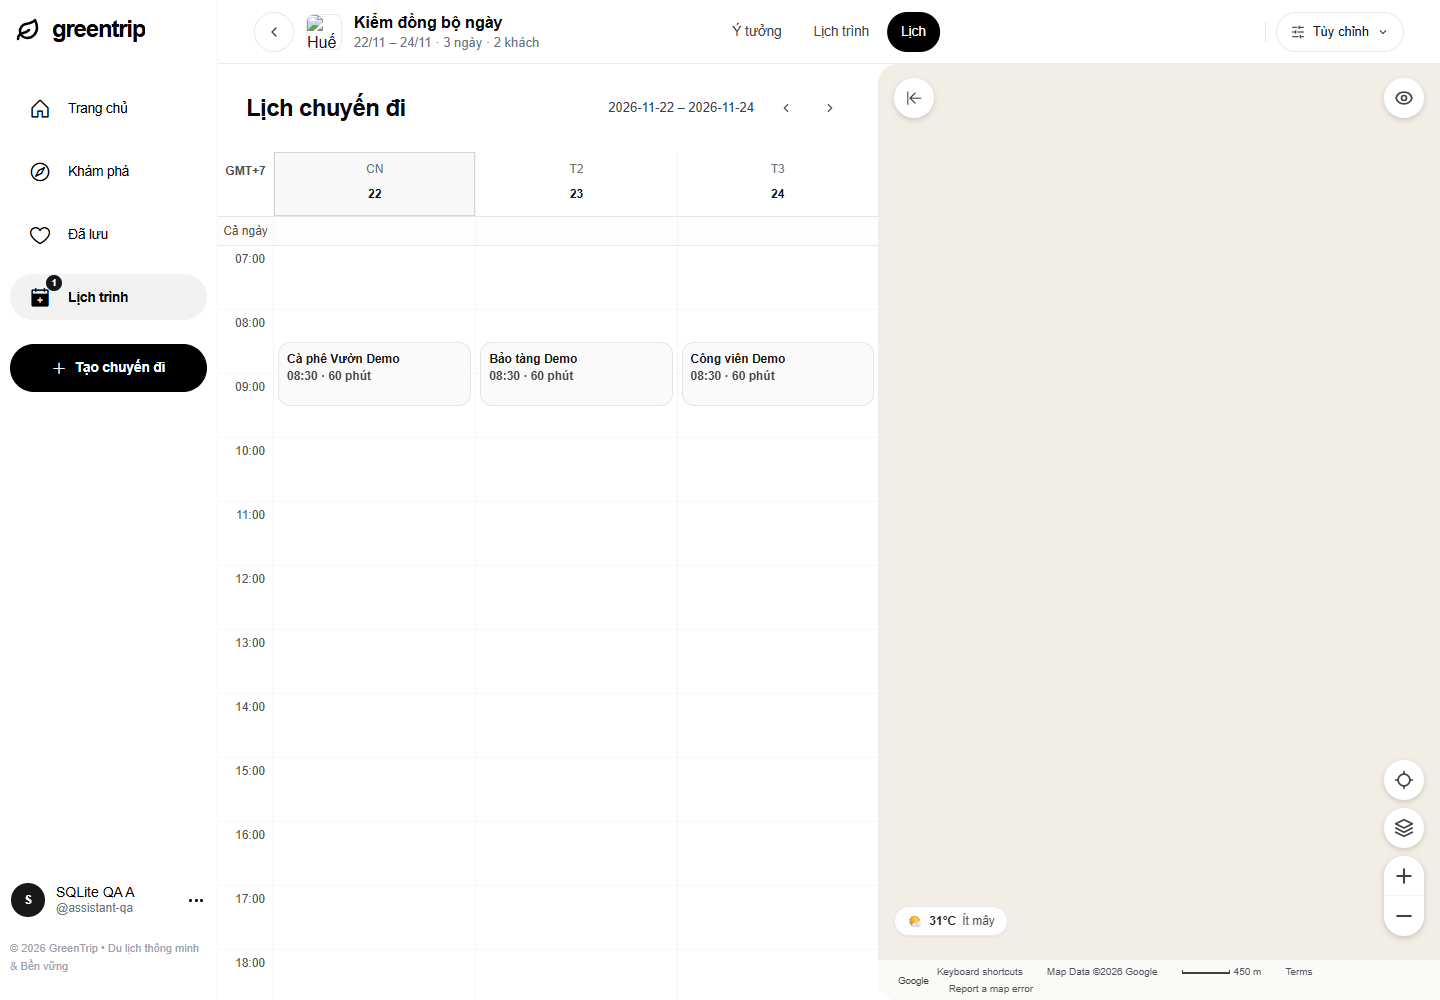 greentrip
Trang chủ
Khám phá
Đã lưu
1
Lịch trình
Tạo chuyến đi
S
SQLite QA A
@assistant-qa
© 2026 GreenTrip • Du lịch thông minh
& Bền vững
Huế
Kiểm đồng bộ ngày
22/11 – 24/11 · 3 ngày · 2 khách
Ý tưởng
Lịch trình
Lịch
Tùy chỉnh
Lịch chuyến đi
2026-11-22 – 2026-11-24
GMT+7
CN
22
T2
23
T3
24
Cả ngày
07:00
08:00
Cà phê Vườn Demo
08:30 · 60 phút
Bảo tàng Demo
08:30 · 60 phút
Công viên Demo
08:30 · 60 phút
09:00
10:00
11:00
12:00
13:00
14:00
15:00
16:00
17:00
18:00
31°C Ít mây
Google
Keyboard shortcuts
Map Data ©2026 Google
450 m
Terms
Report a map error